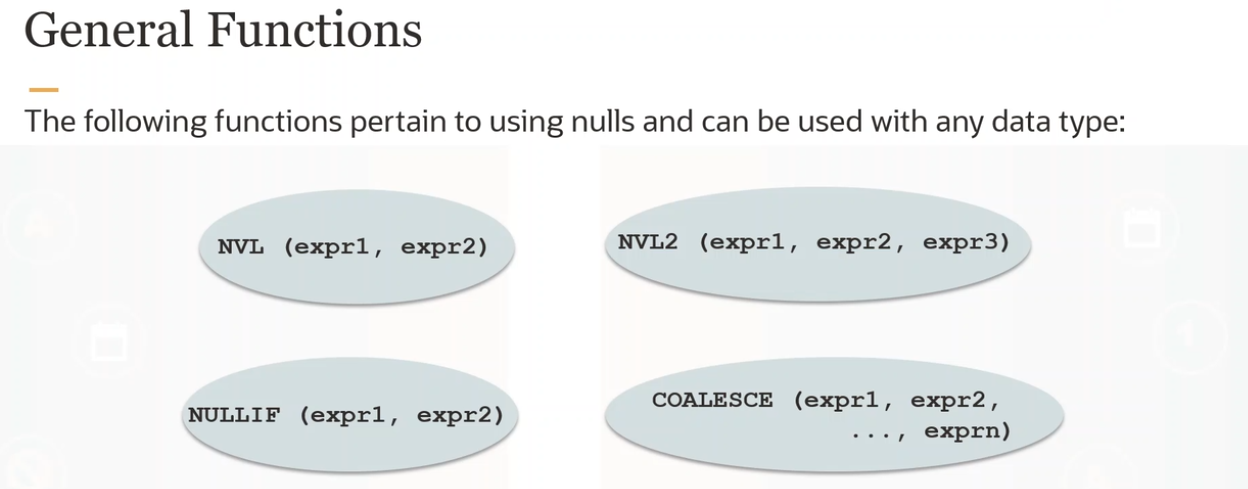 General Functions
The following functions pertain to using nulls and can be used with any data type:
NVL (expr1, expr2)
NVL2 (expr1, expr2, expr3)
NULLIF (expr1, expr2)
COALESCE (expr1, expr2,
..., exprn)